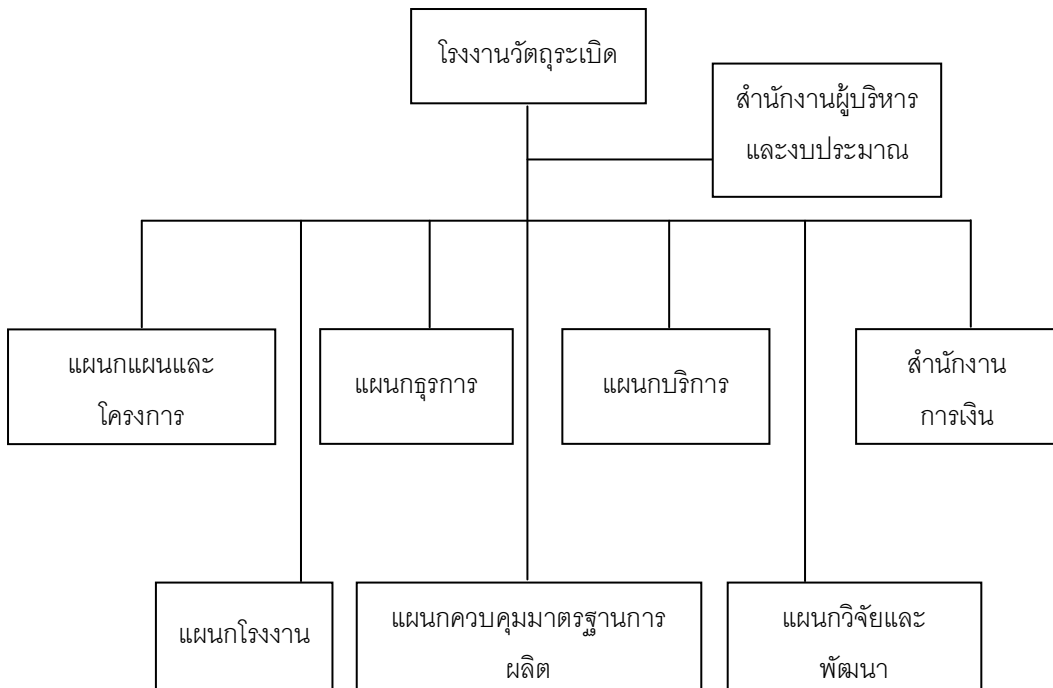 โรงงานวัตถุระเบิด
สำนักงานผู้บริหาร
และงบประมาณ
แผนกแผนและ
โครงการ
แผนกธุรการ
แผนกบริการ
สำนักงาน
การเงิน
แผนกโรงงาน
แผนกควบคุมมาตรฐานการ
ผลิต
แผนกวิจัยและ
พัฒนา